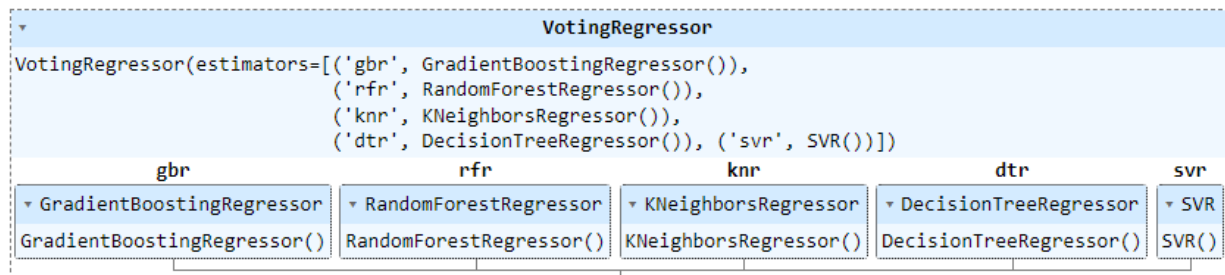 VotingRegressor
VotingRegressor(estimators=[('gbr', GradientBoostingRegressor()),
('rfr', RandomForestRegressor()),
('knr', KNeighborsRegressor()),
('dtr', DecisionTreeRegressor()), ('svr', SVR())])
gbr rfr knr dtr svr
GradientBoostingRegressor RandomForestRegressor KNeighborsRegressor DecisionTreeRegressor SVR
GradientBoostingRegressor() RandomForestRegressor() KNeighborsRegressor() DecisionTreeRegressor() SVR()